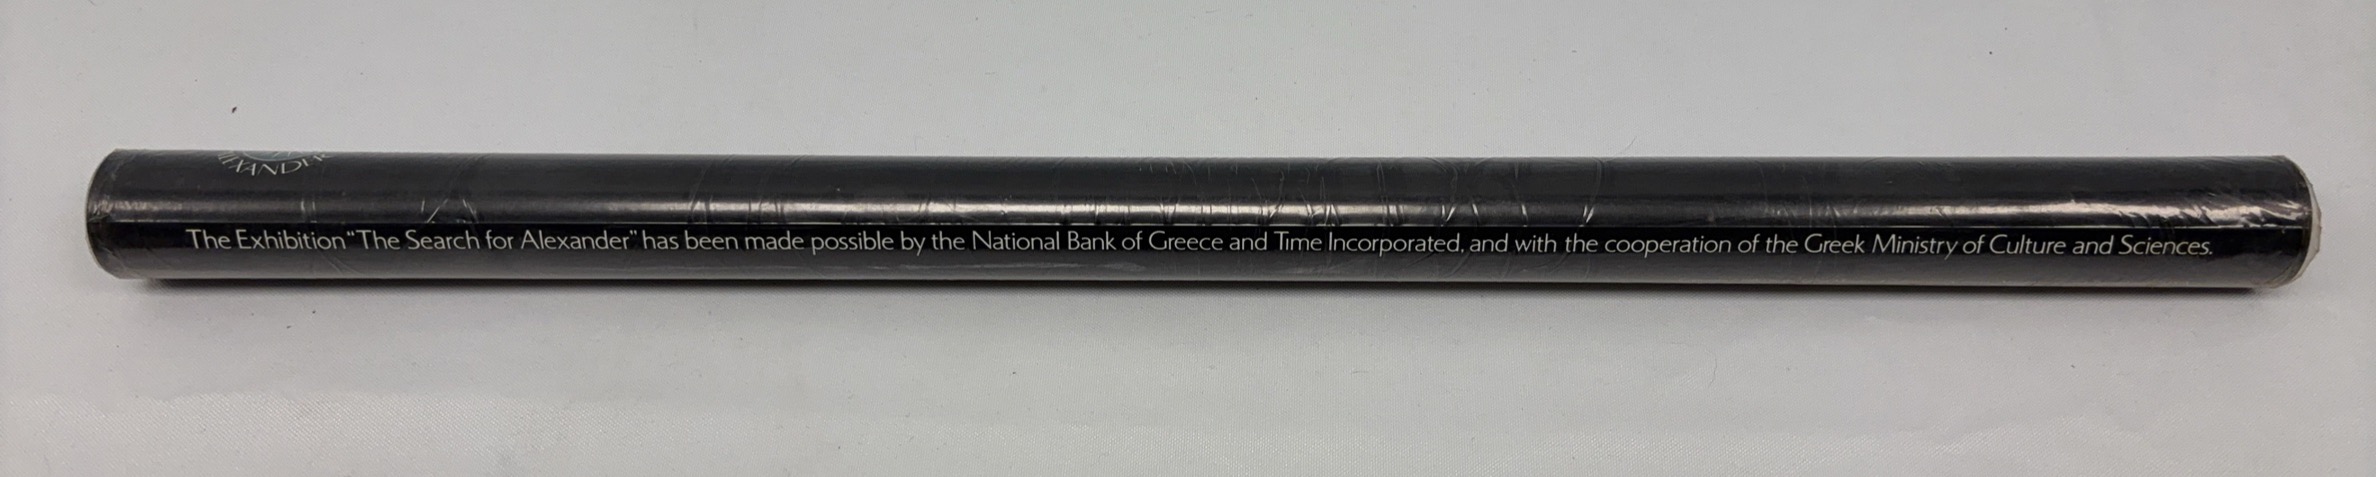 The Exhibition “The Search for Alexander” has been made possible by the National Bank of Greece and Time Incorporated, and with the cooperation of the Greek Ministry of Culture and Sciences.